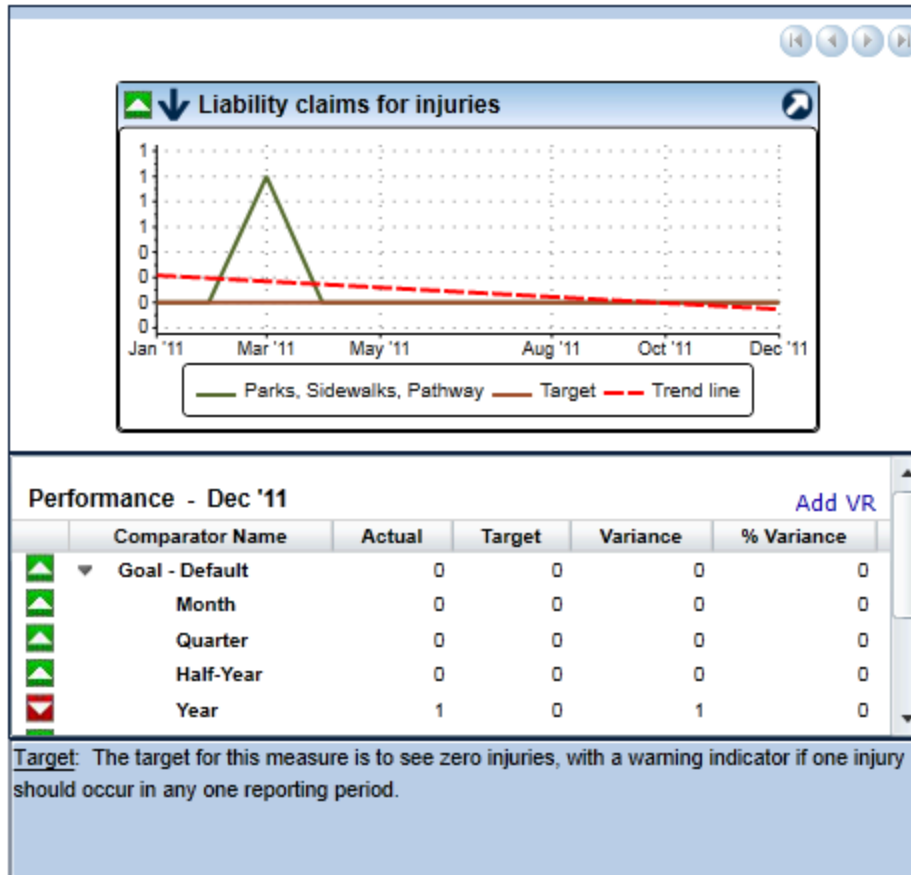 Liability claims for injuries
1
1
1
1
0
0
0
0
Jan '11 Mar '11 May '11 Aug '11 Oct '11 Dec '11
Parks, Sidewalks, Pathway Target Trend line
Performance - Dec '11 Add VR
Comparator Name Actual Target Variance % Variance
Goal - Default 0 0 0 0
Month 0 0 0 0
Quarter 0 0 0 0
Half-Year 0 0 0 0
Year 1 0 1 0
Target: The target for this measure is to see zero injuries, with a warning indicator if one injury
should occur in any one reporting period.